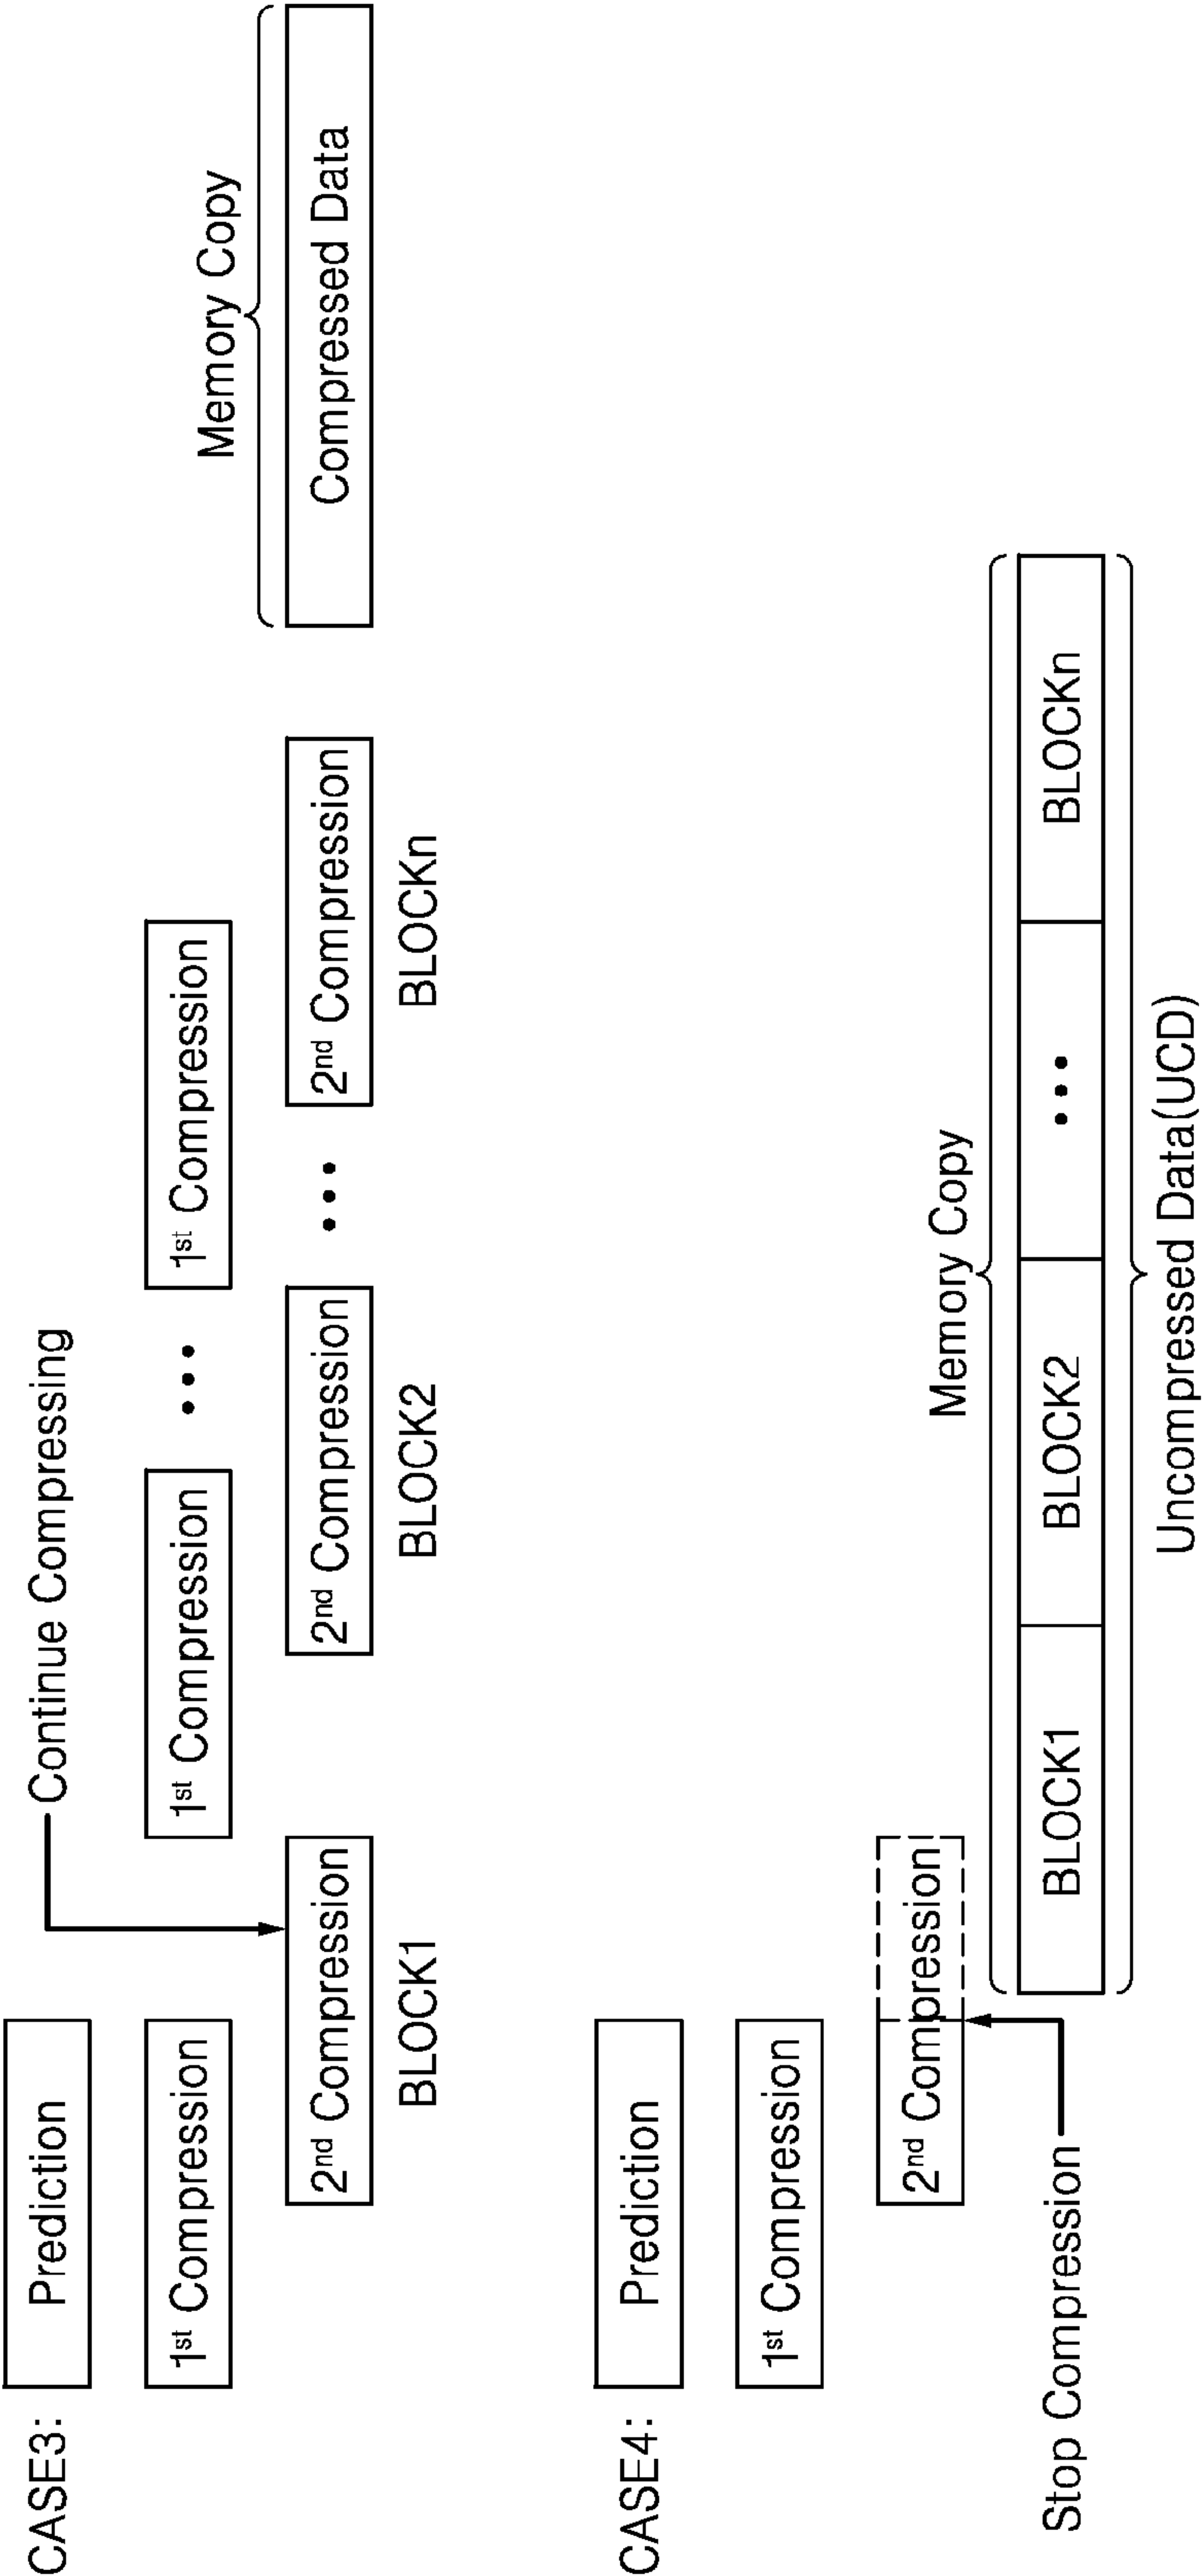 CASE3:
Prediction
Continue Compressing
1st Compression
1st Compression
•••
1st Compression
Memory Copy
2nd Compression
2nd Compression
•••
2nd Compression
Compressed Data
BLOCK1
BLOCK2
BLOCKn
CASE4:
Prediction
1st Compression
2nd Compression
Memory Copy
Stop Compression
BLOCK1
BLOCK2
•••
BLOCKn
Uncompressed Data(UCD)